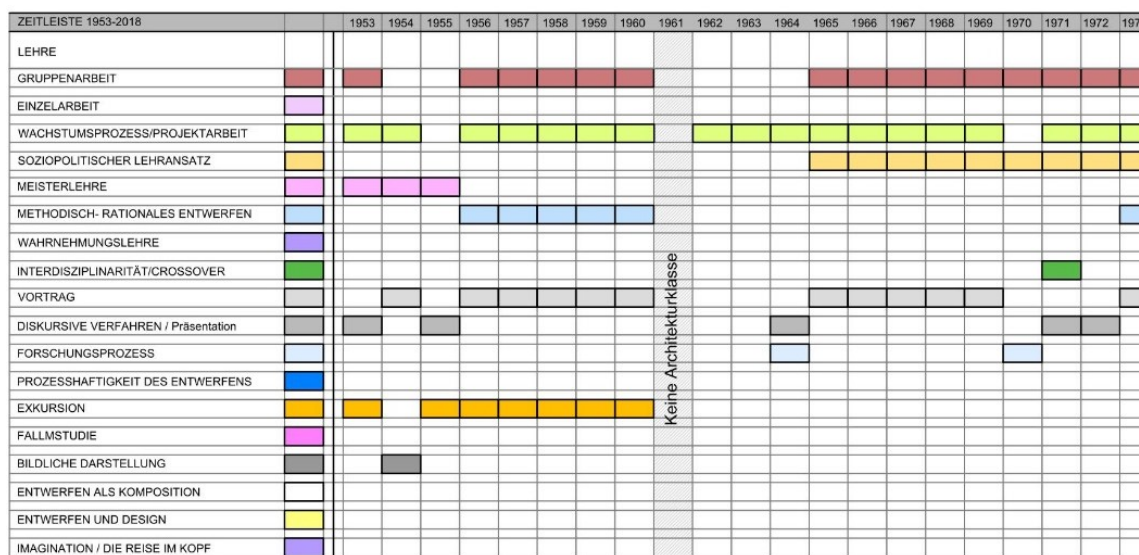 ZEITLEISTE 1953-2018 1953 1954 1955 1956 1957 1958 1959 1960 1961 1962 1963 1964 1965 1966 1967 1968 1969 1970 1971 1972 197
LEHRE
GRUPPENARBEIT
EINZELARBEIT
WACHSTUMSPROZESS/PROJEKTARBEIT
SOZIOPOLITISCHER LEHRANSATZ
MEISTERLEHRE
METHODISCH- RATIONALES ENTWERFEN
WAHRNEHMUNGSLEHRE
INTERDISZIPLINARITÄT/CROSSOVER
VORTRAG
DISKURSIVE VERFAHREN / Präsentation
FORSCHUNGSPROZESS
PROZESSHAFTIGKEIT DES ENTWERFENS
EXKURSION
FALLMSTUDIE
BILDLICHE DARSTELLUNG
ENTWERFEN ALS KOMPOSITION
ENTWERFEN UND DESIGN
IMAGINATION / DIE REISE IM KOPF
Keine Architekturklasse